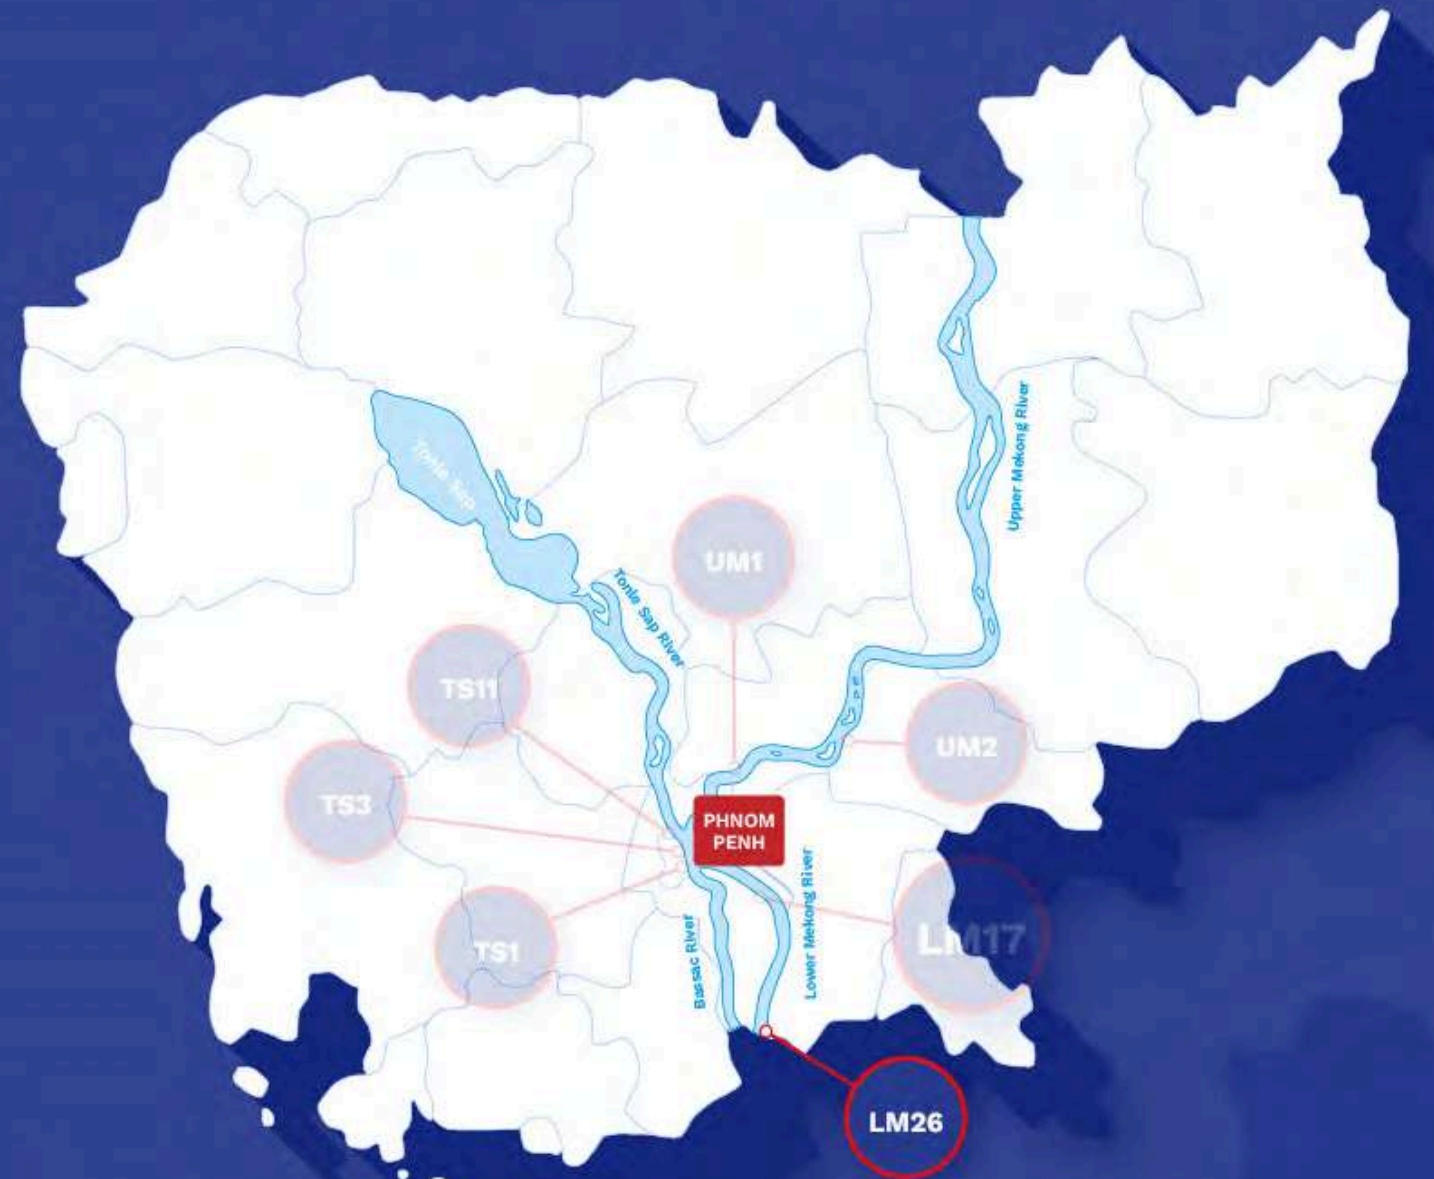 Upper Mekong River
Tonle Sap
UM1
Tonle Sap River
TS11
UM2
TS3
PHNOM
PENH
Lower Mekong River
LM17
Bassac River
TS1
LM26